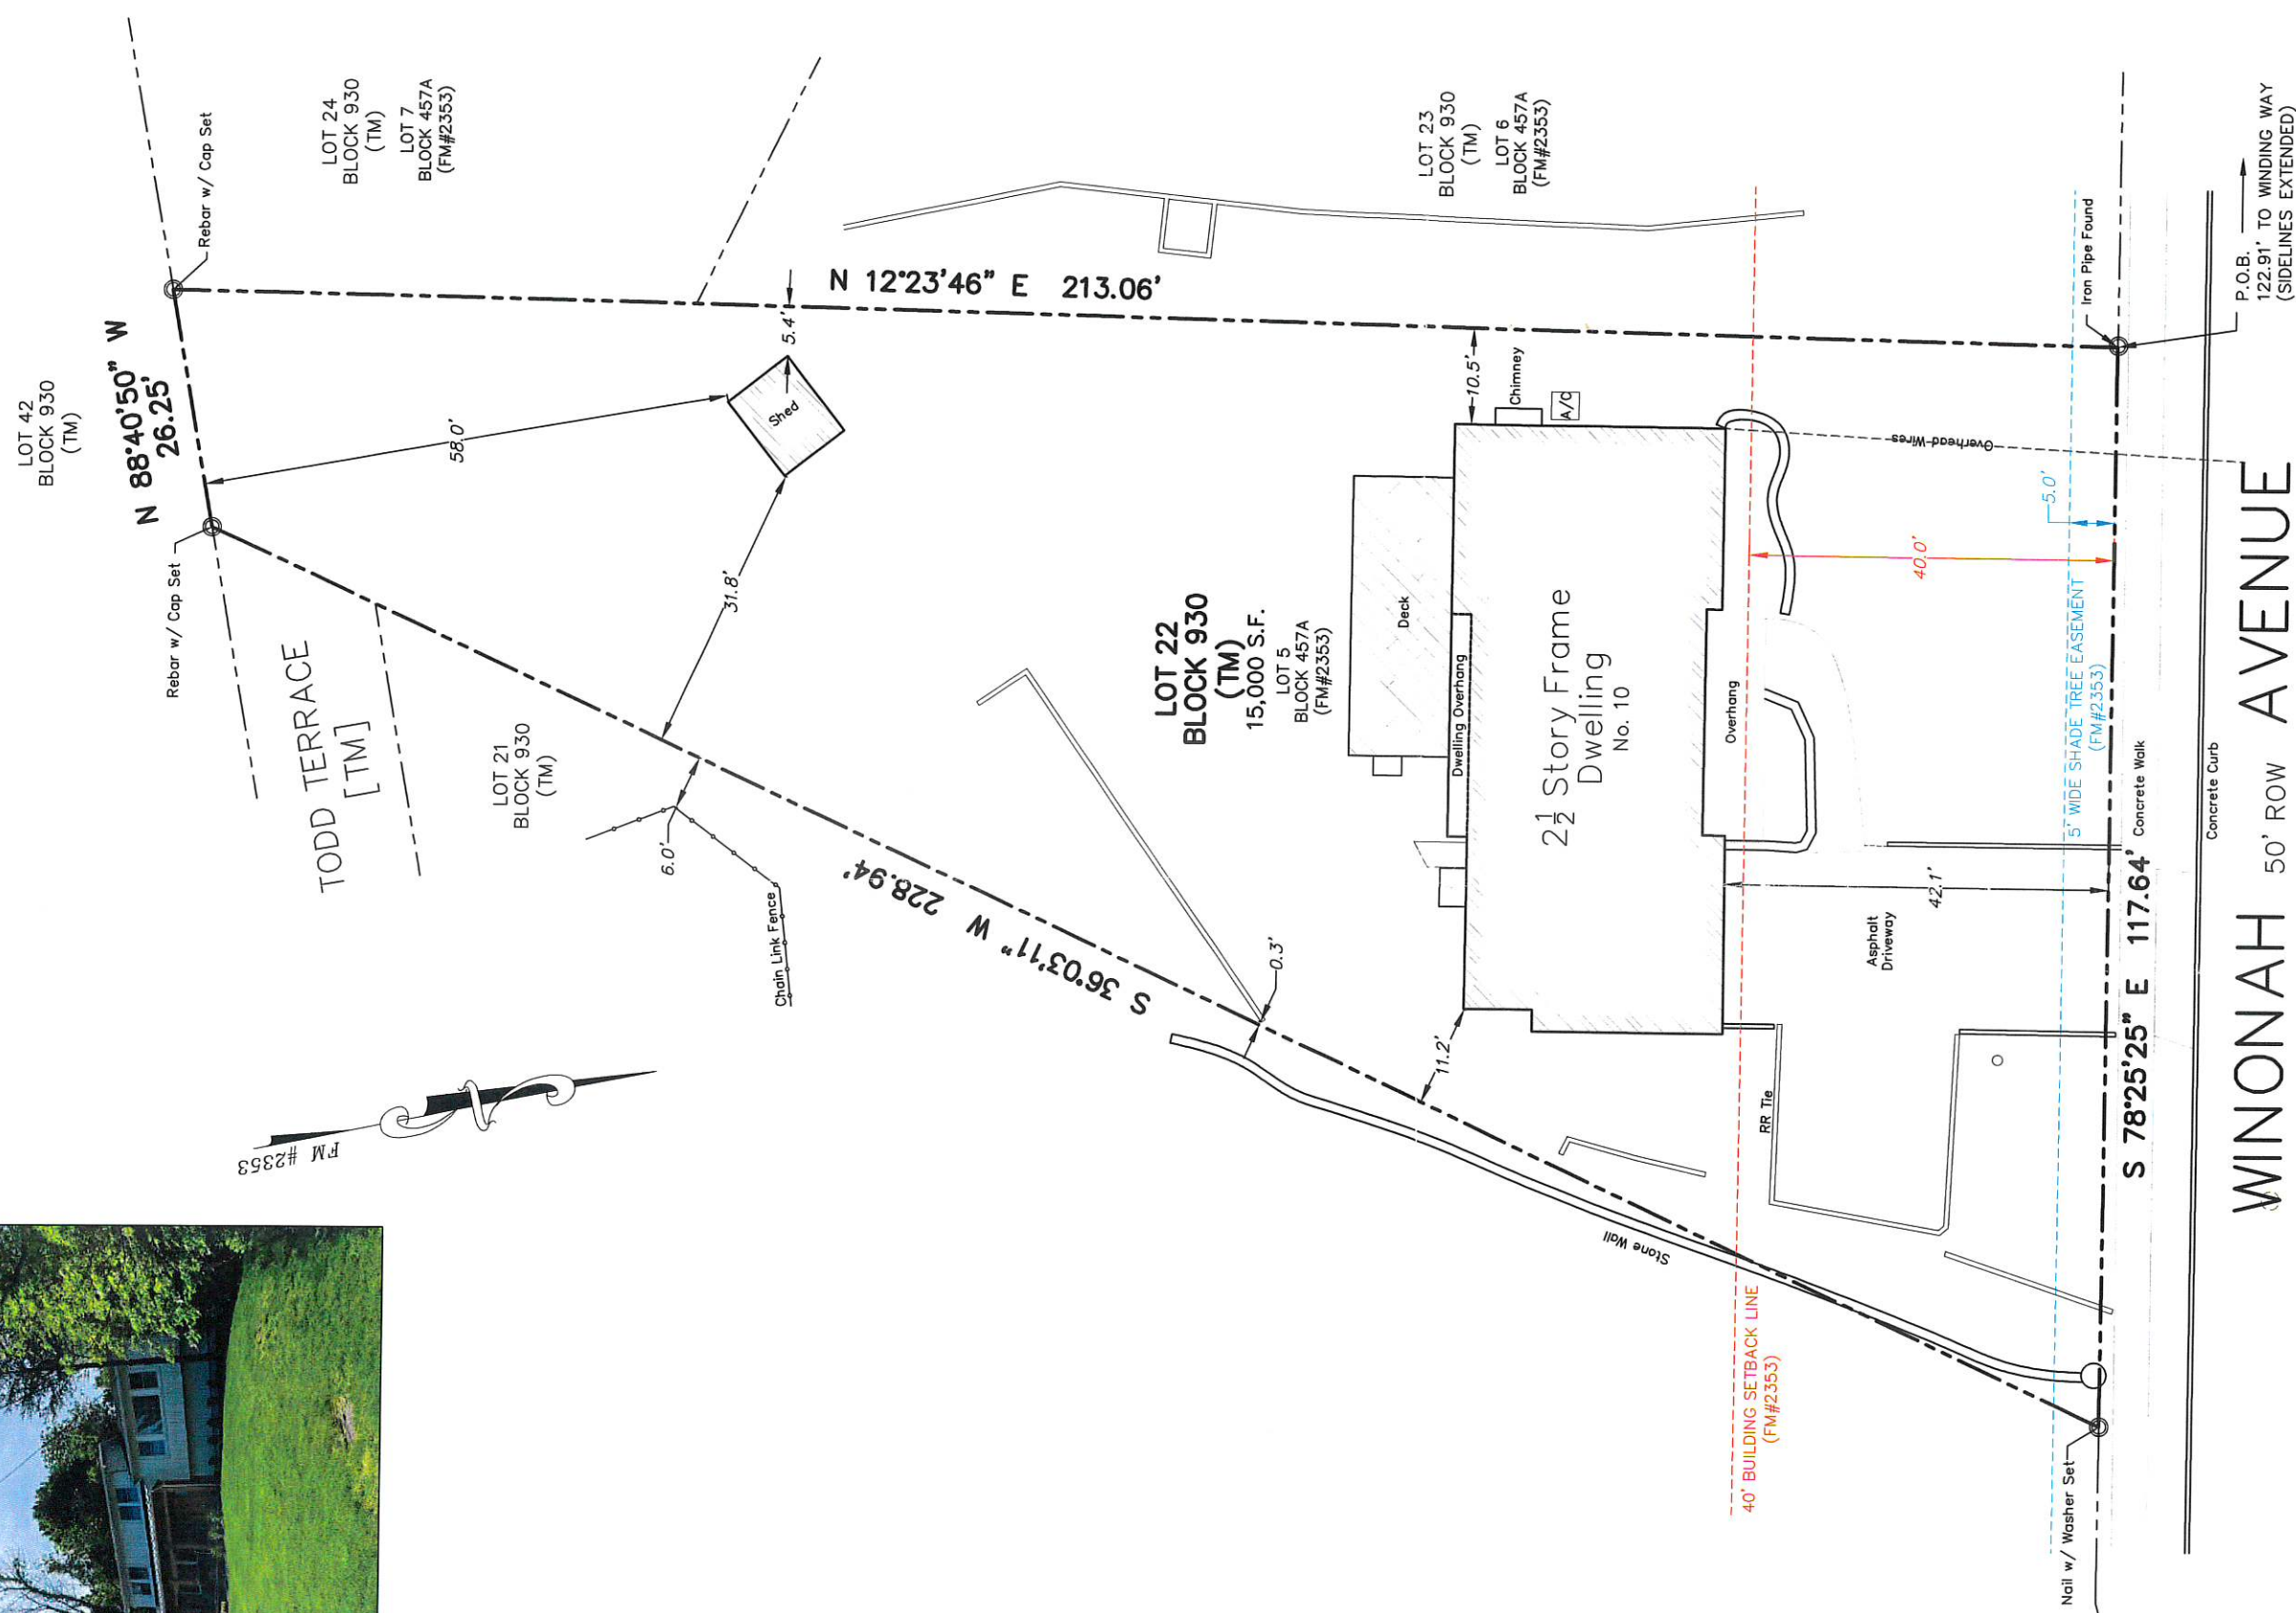 LOT 42
BLOCK 930
(TM)
N 88°40'50" W
26.25'
Rebar w/ Cap Set
Rebar w/ Cap Set
LOT 24
BLOCK 930
(TM)
LOT 7
BLOCK 457A
(FM#2353)
TODD TERRACE
[TM]
58.0'
Shed
5.4'
31.8'
N 12°23'46" E 213.06'
LOT 23
BLOCK 930
(TM)
LOT 6
BLOCK 457A
(FM#2353)
LOT 21
BLOCK 930
(TM)
6.0'
Chain Link Fence
S 36°03'11" W 228.94'
FM #2353
LOT 22
BLOCK 930
(TM)
15,000 S.F.
LOT 5
BLOCK 457A
(FM#2353)
0.3'
11.2'
10.5'
Chimney
A/C
Deck
Dwelling Overhang
2½ Story Frame
Dwelling
No. 10
Overhang
Overhead Wires
Stone Wall
RR Tie
Asphalt
Driveway
42.1'
40.0'
5.0'
40' BUILDING SETBACK LINE
(FM#2353)
5' WIDE SHADE TREE EASEMENT
(FM#2353)
Iron Pipe Found
Nail w/ Washer Set
S 78°25'25" E 117.64'
Concrete Walk
Concrete Curb
P.O.B.
122.91' TO WINDING WAY
(SIDELINES EXTENDED)
WINONAH 50' ROW AVENUE